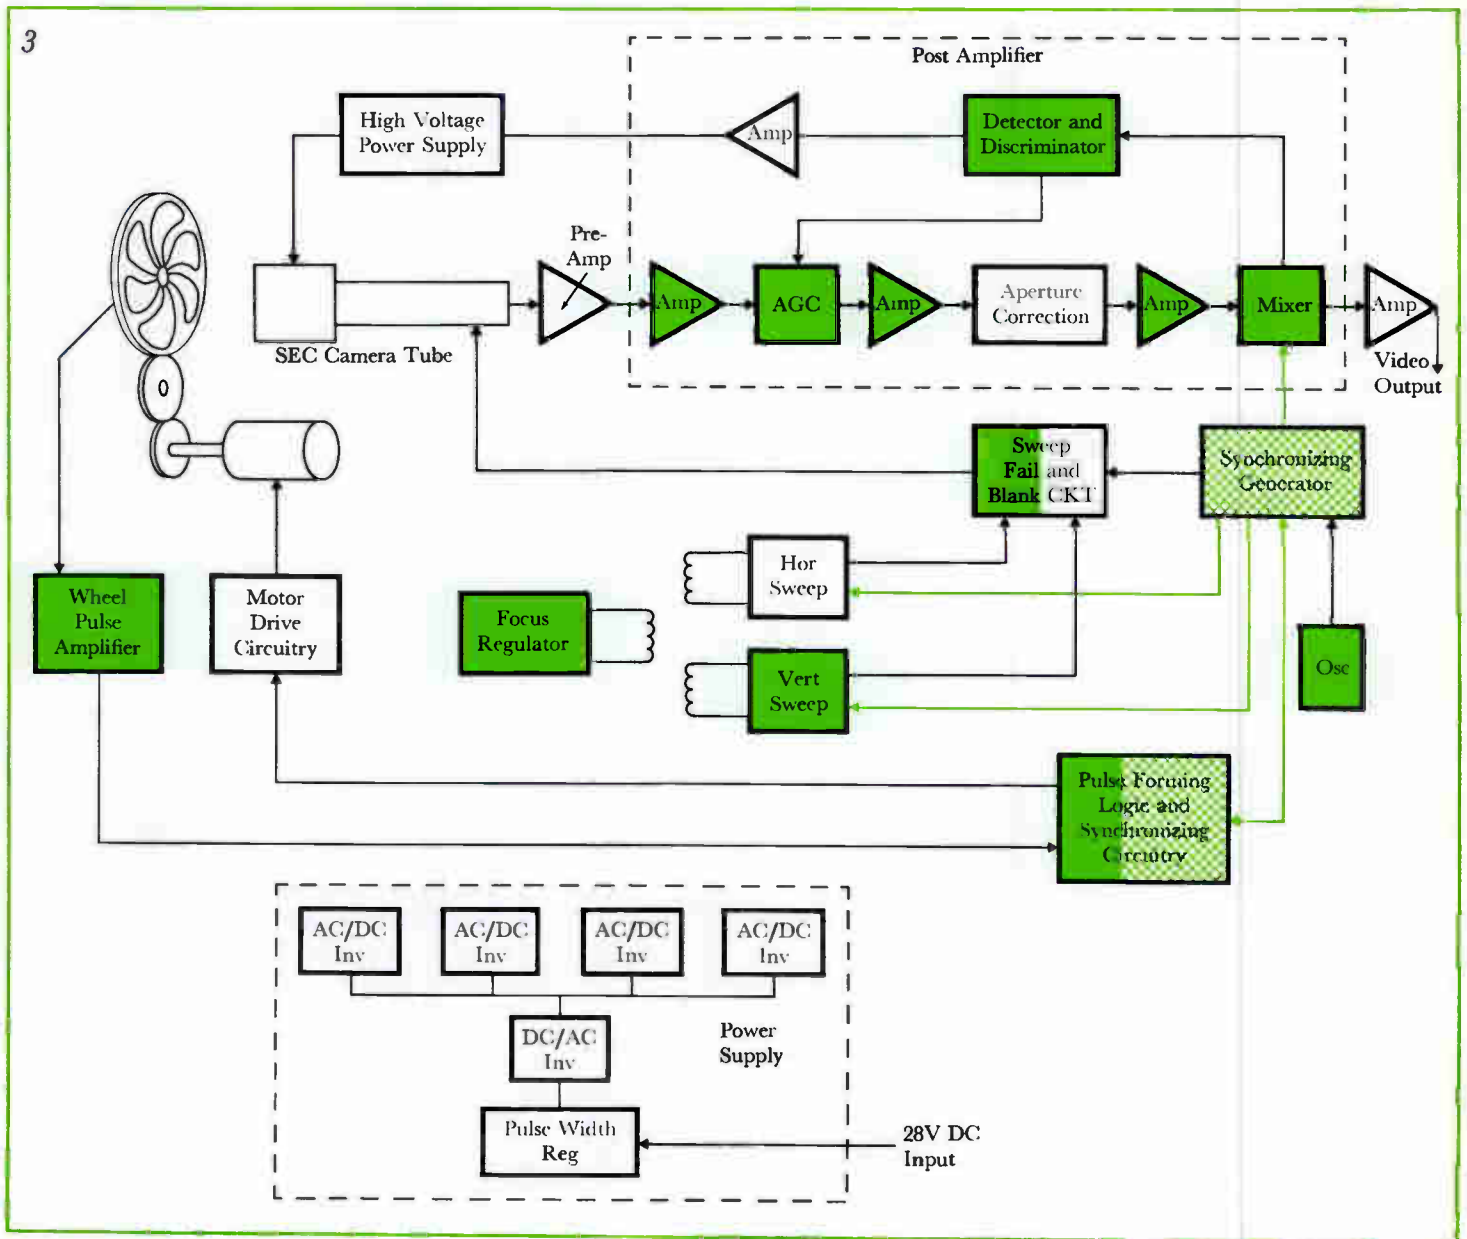 3
Post Amplifier
High Voltage
Power Supply
Amp
Detector and
Discriminator
Pre-
Amp
Amp
AGC
Amp
Aperture
Correction
Amp
Mixer
Amp
SEC Camera Tube
Video
Output
Sweep
Fail and
Blank CKT
Synchronizing
Generator
Hor
Sweep
Wheel
Pulse
Amplifier
Motor
Drive
Circuitry
Focus
Regulator
Vert
Sweep
Osc
Pulse Forming
Logic and
Synchronizing
Circuitry
AC/DC
Inv
AC/DC
Inv
AC/DC
Inv
AC/DC
Inv
DC/AC
Inv
Power
Supply
Pulse Width
Reg
28V DC
Input